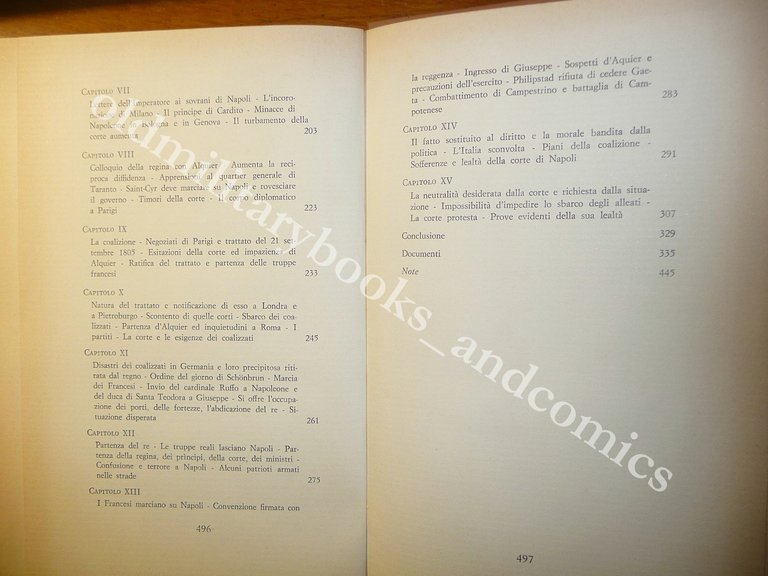 CAPITOLO VII
Lettere dell'imperatore ai sovrani di Napoli - L'incoro-
Milano - Il principe di Cardito - Minacce di
Bologna e in Genova - Il turbamento della
corte aumenta
203
CAPITOLO VIII
Colloquio della regina con Alquier - Aumenta la reci-
proca diffidenza - Apprensioni al quartier generale di
Taranto - Saint-Cyr deve marciare su Napoli e rovesciare
il governo - Timori della corte - Il corpo diplomatico
a Parigi
223
CAPITOLO IX
La coalizione - Negoziati di Parigi e trattato del 21 set-
tembre 1805 - Esitazioni della corte ed impazienza di
Alquier - Ratifica del trattato e partenza delle truppe
francesi
233
CAPITOLO X
Natura del trattato e notificazione di esso a Londra e
a Pietroburgo - Scontento di quelle corti - Sbarco dei coa-
lizzati - Partenza d'Alquier ed inquietudini a Roma - I
partiti - La corte e le esigenze dei coalizzati
245
CAPITOLO XI
Disastri dei coalizzati in Germania e loro precipitosa riti-
rata dal regno - Ordine del giorno di Schönbrun - Marcia
dei Francesi - Invio del cardinale Ruffo a Napoleone e
del duca di Santa Teodora a Giuseppe - Si offre l'occupa-
zione dei porti, delle fortezze, l'abdicazione del re - Si-
tuazione disperata
261
CAPITOLO XII
Partenza del re - Le truppe reali lasciano Napoli - Par-
tenza della regina, dei prìncipi, della corte, dei ministri -
Confusione e terrore a Napoli - Alcuni patrioti armati
nelle strade
275
CAPITOLO XIII
I Francesi marciano su Napoli - Convenzione firmata con
496
la reggenza - Ingresso di Giuseppe - Sospetti d'Aquier e
precauzioni dell'esercito - Philipstad rifiuta di cedere Gae-
ta - Combattimento di Campestrino e battaglia di Cam-
potenese
283
CAPITOLO XIV
Il fatto sostituito al diritto e la morale bandita dalla
politica - L'Italia sconvolta - Piani della coalizione -
Sofferenze e lealtà della corte di Napoli
291
CAPITOLO XV
La neutralità desiderata dalla corte e richiesta dalla situa-
zione - Impossibilità d'impedire lo sbarco degli alleati -
La corte protesta - Prove evidenti della sua lealtà
307
Conclusione 329
Documenti 335
Note 445
497
okimilitarybooks_andcomics